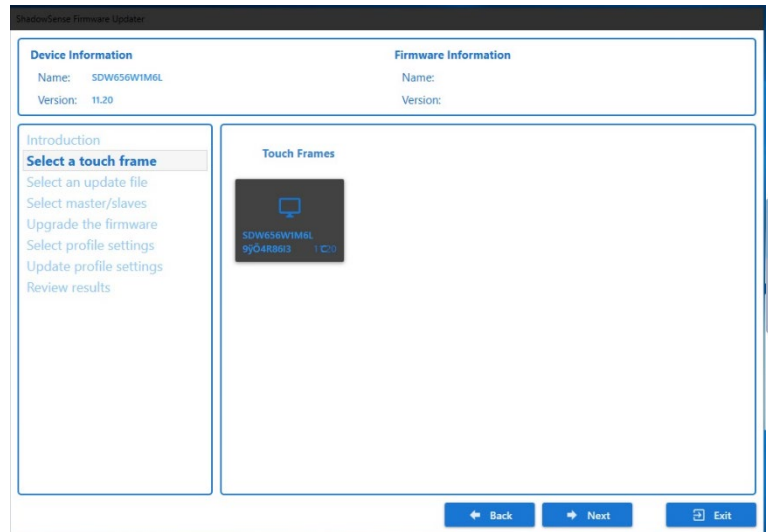 ShadowSense Firmware Updater
Device Information
Name: SDW656W1M6L
Version: 11.20
Firmware Information
Name:
Version:
Introduction
Select a touch frame
Select an update file
Select master/slaves
Upgrade the firmware
Select profile settings
Update profile settings
Review results
Touch Frames
SDW656W1M6L
Back
Next
Exit